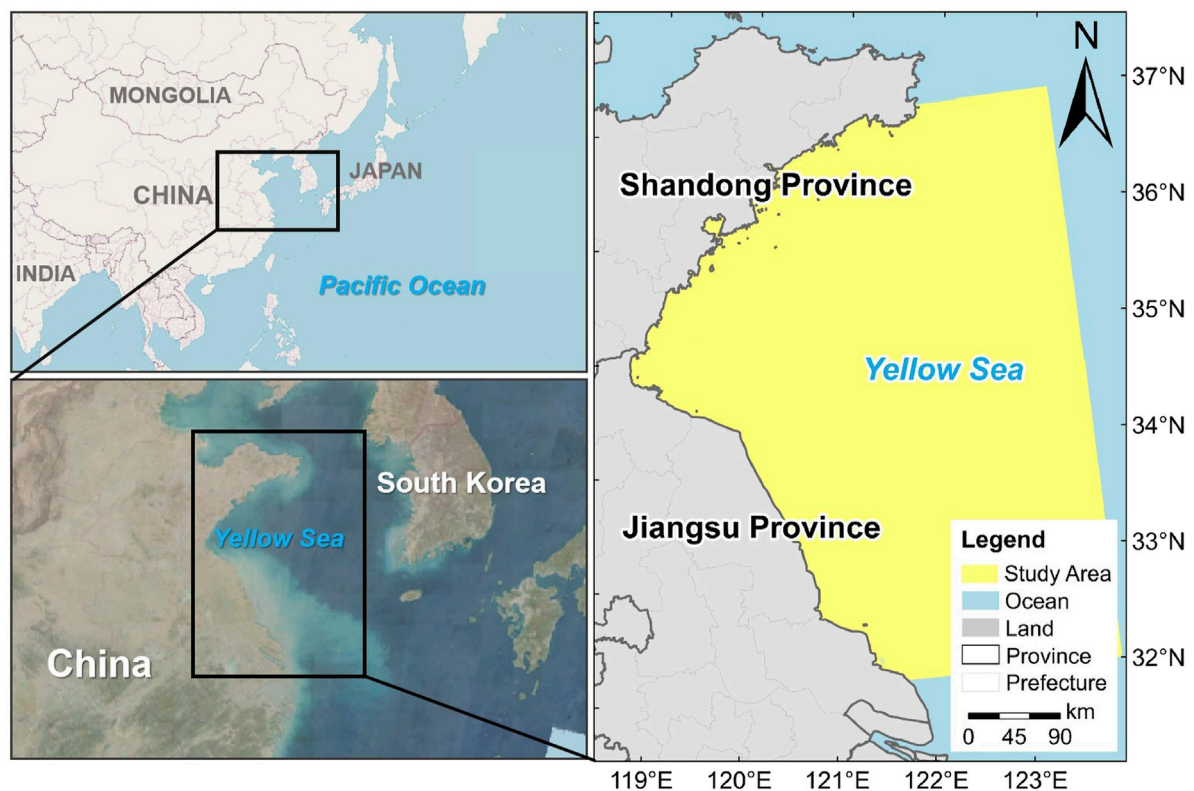 MONGOLIA
CHINA
JAPAN
INDIA
Pacific Ocean
South Korea
Yellow Sea
China
N
37°N
Shandong Province
36°N
35°N
Yellow Sea
34°N
Jiangsu Province
33°N
Legend
Study Area
Ocean
Land
32°N
Province
Prefecture
km
0 45 90
119°E 120°E 121°E 122°E 123°E